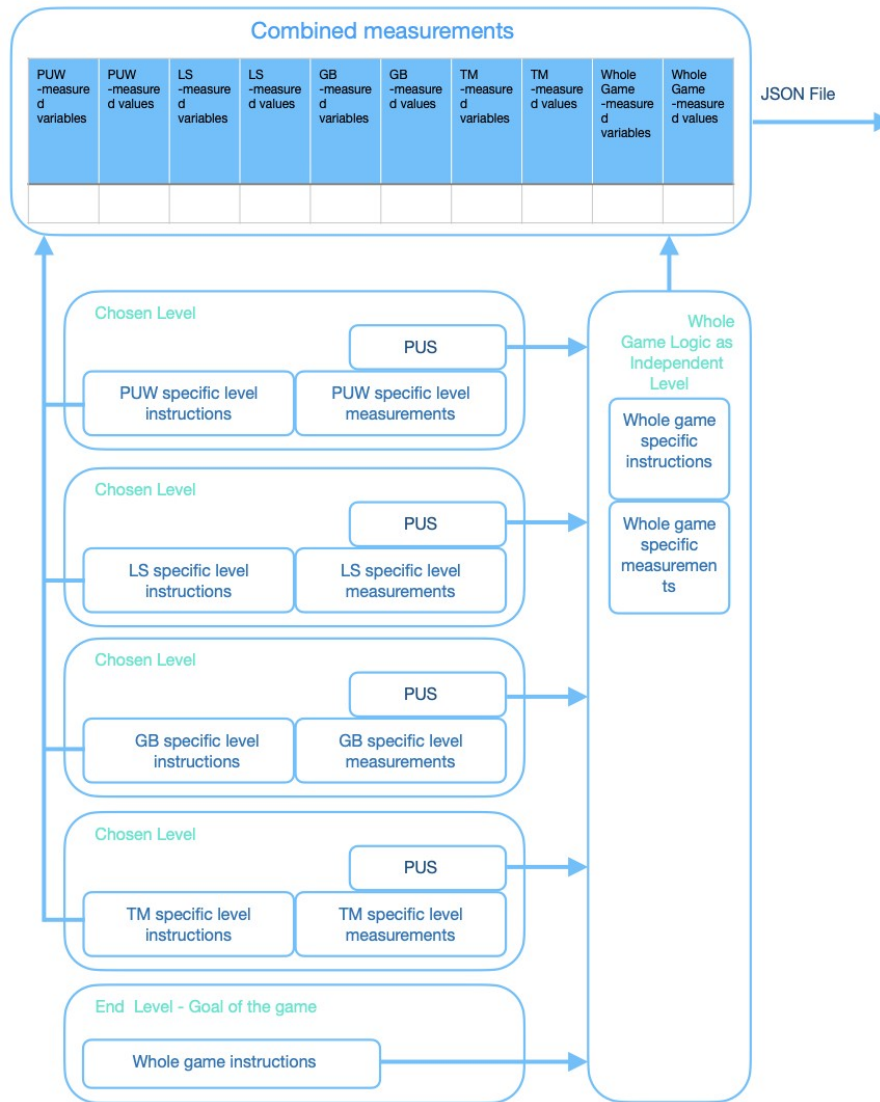 Combined measurements
PUW
-measure
d
variables
PUW
-measure
d values
LS
-measure
d
variables
LS
-measure
d values
GB
-measure
d
variables
GB
-measure
d values
TM
-measure
d
variables
TM
-measure
d values
Whole
Game
-measure
d
variables
Whole
Game
-measure
d values
JSON File
Chosen Level
PUS
PUW specific level
instructions
PUW specific level
measurements
Chosen Level
PUS
LS specific level
instructions
LS specific level
measurements
Chosen Level
PUS
GB specific level
instructions
GB specific level
measurements
Chosen Level
PUS
TM specific level
instructions
TM specific level
measurements
End Level - Goal of the game
Whole game instructions
Whole
Game Logic as
Independent
Level
Whole game
specific
instructions
Whole game
specific
measuremen
ts